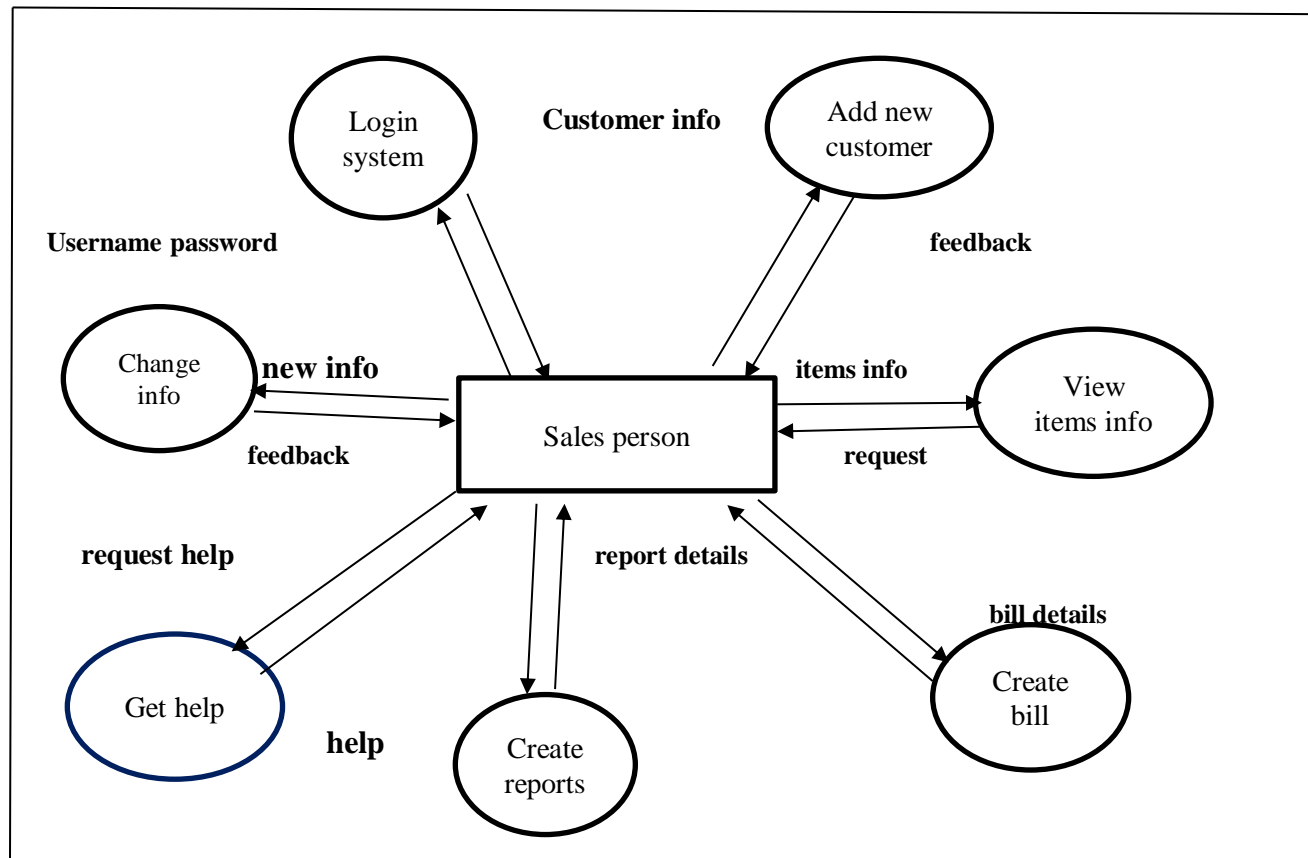 Login
system
Customer info
Add new
customer
Username password
feedback
Change
info
new info
items info
View
items info
Sales person
feedback
request
request help
report details
bill details
Get help
help
Create
reports
Create
bill